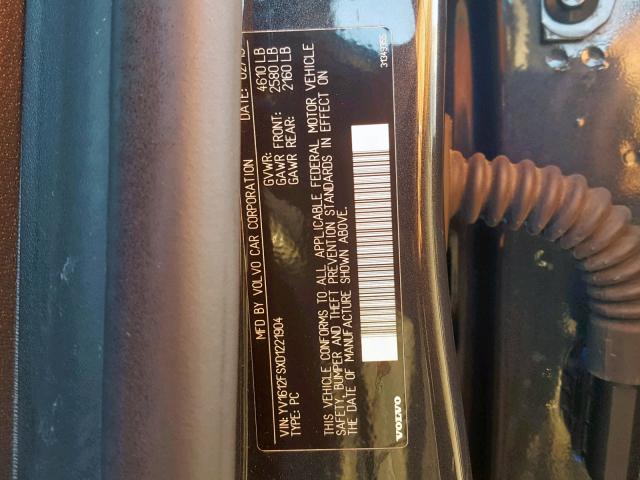 MFD BY VOLVO CAR CORPORATION DATE:
GVWR: 4610 LB
GAWR FRONT: 2580 LB
GAWR REAR: 2160 LB
VIN: YV1612FSXD1221904
TYPE: PC
THIS VEHICLE CONFORMS TO ALL APPLICABLE FEDERAL MOTOR VEHICLE
SAFETY, BUMPER AND THEFT PREVENTION STANDARDS IN EFFECT ON
THE DATE OF MANUFACTURE SHOWN ABOVE.
VOLVO